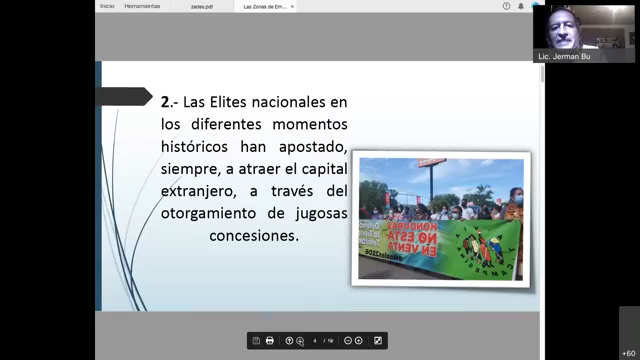 Inicio
Herramientas
zedes.pdf
Las Zonas de Em...
Lic. Jerman Bu
2.- Las Elites nacionales en
los diferentes momentos
históricos han apostado,
siempre, a atraer el capital
extranjero, a través del
otorgamiento de jugosas
concesiones.
HONDURAS
NO ESTÁ
EN VENTA
4 / 19
+60